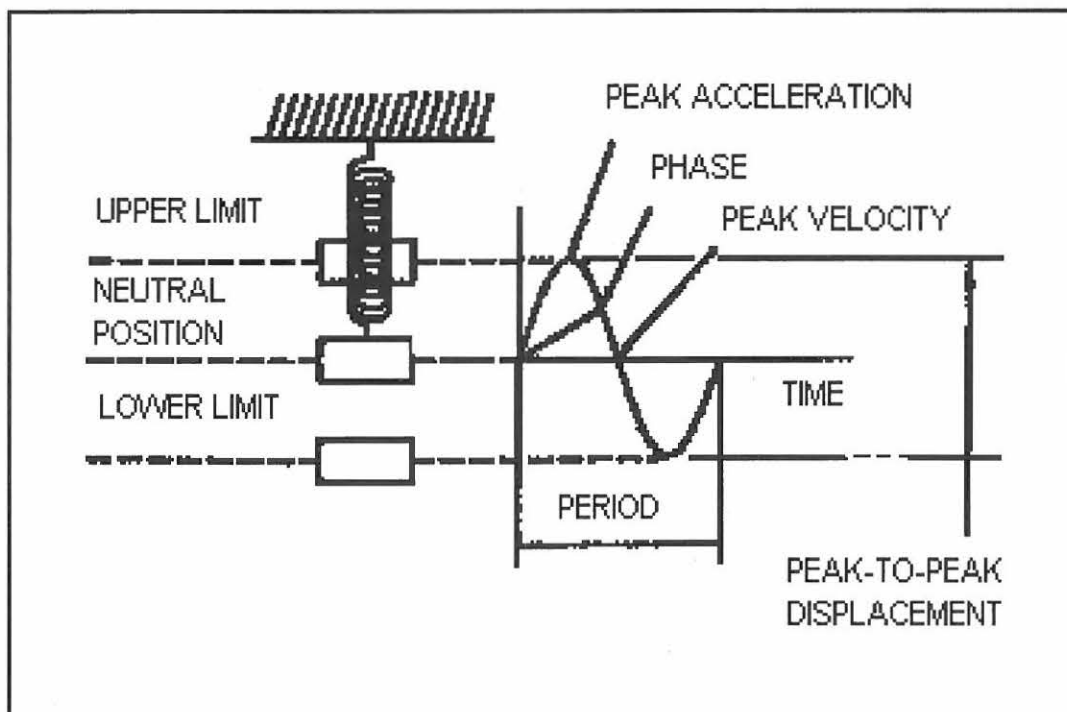 PEAK ACCELERATION
PHASE
UPPER LIMIT
PEAK VELOCITY
NEUTRAL
POSITION
LOWER LIMIT
TIME
PERIOD
PEAK-TO-PEAK
DISPLACEMENT